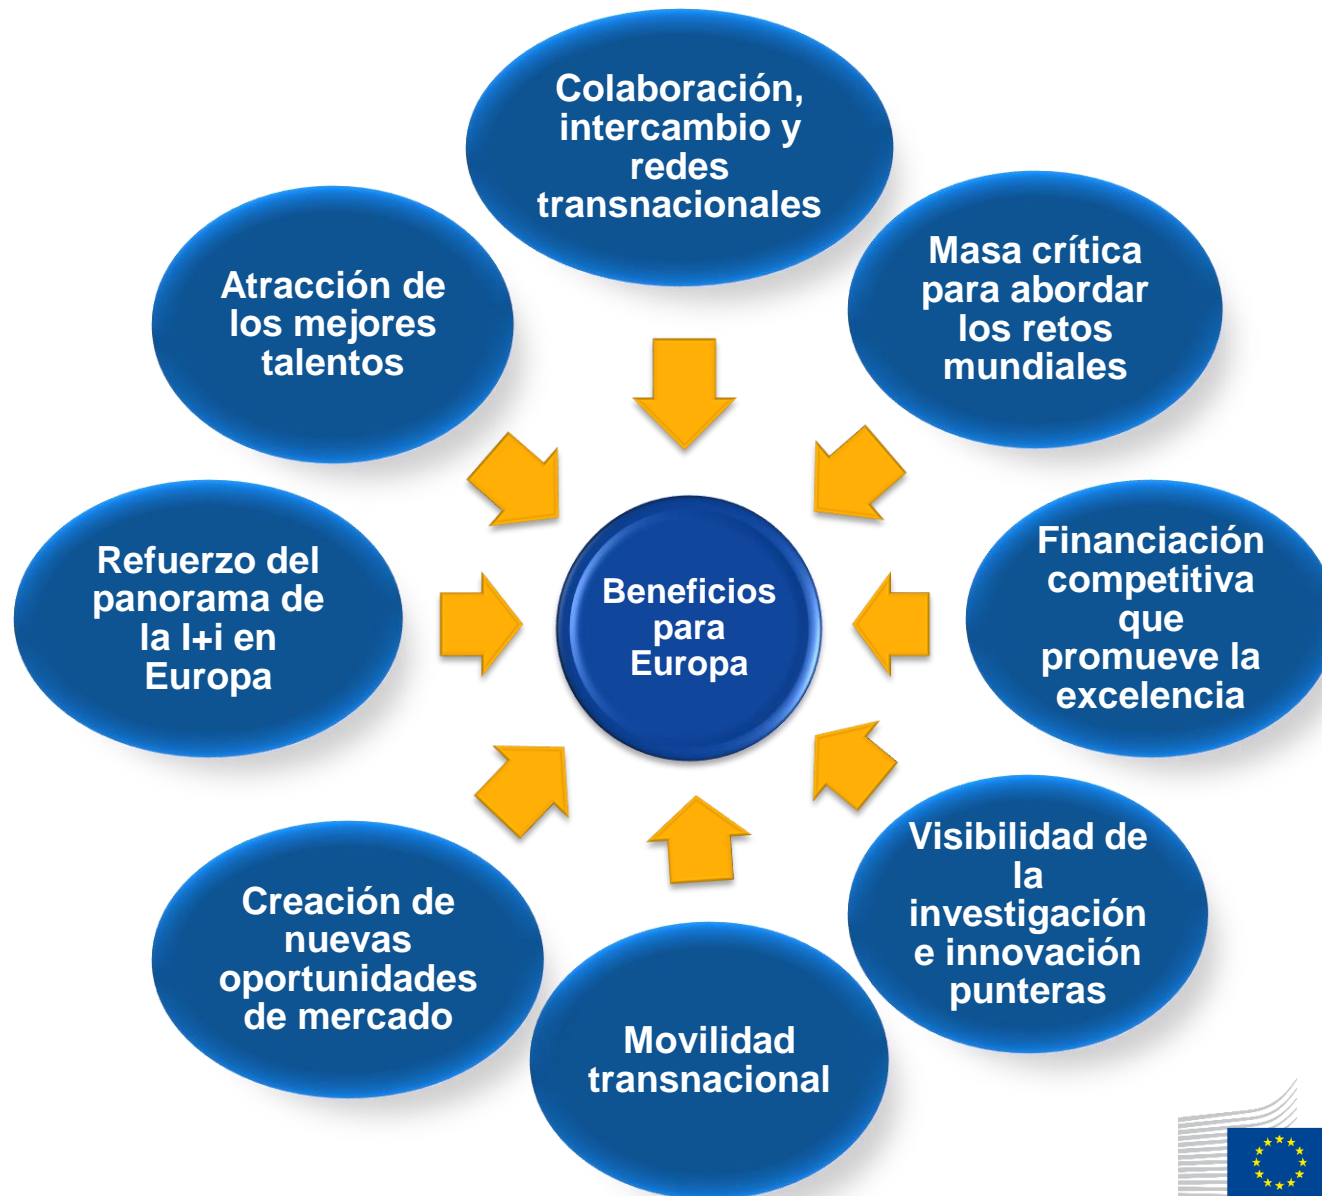 Colaboración,
intercambio y
redes
transnacionales
Masa crítica
para abordar
los retos
mundiales
Financiación
competitiva
que
promueve la
excelencia
Visibilidad de
la
investigación
e innovación
punteras
Movilidad
transnacional
Creación de
nuevas
oportunidades
de mercado
Refuerzo del
panorama de
la I+i en
Europa
Atracción de
los mejores
talentos
Beneficios
para
Europa